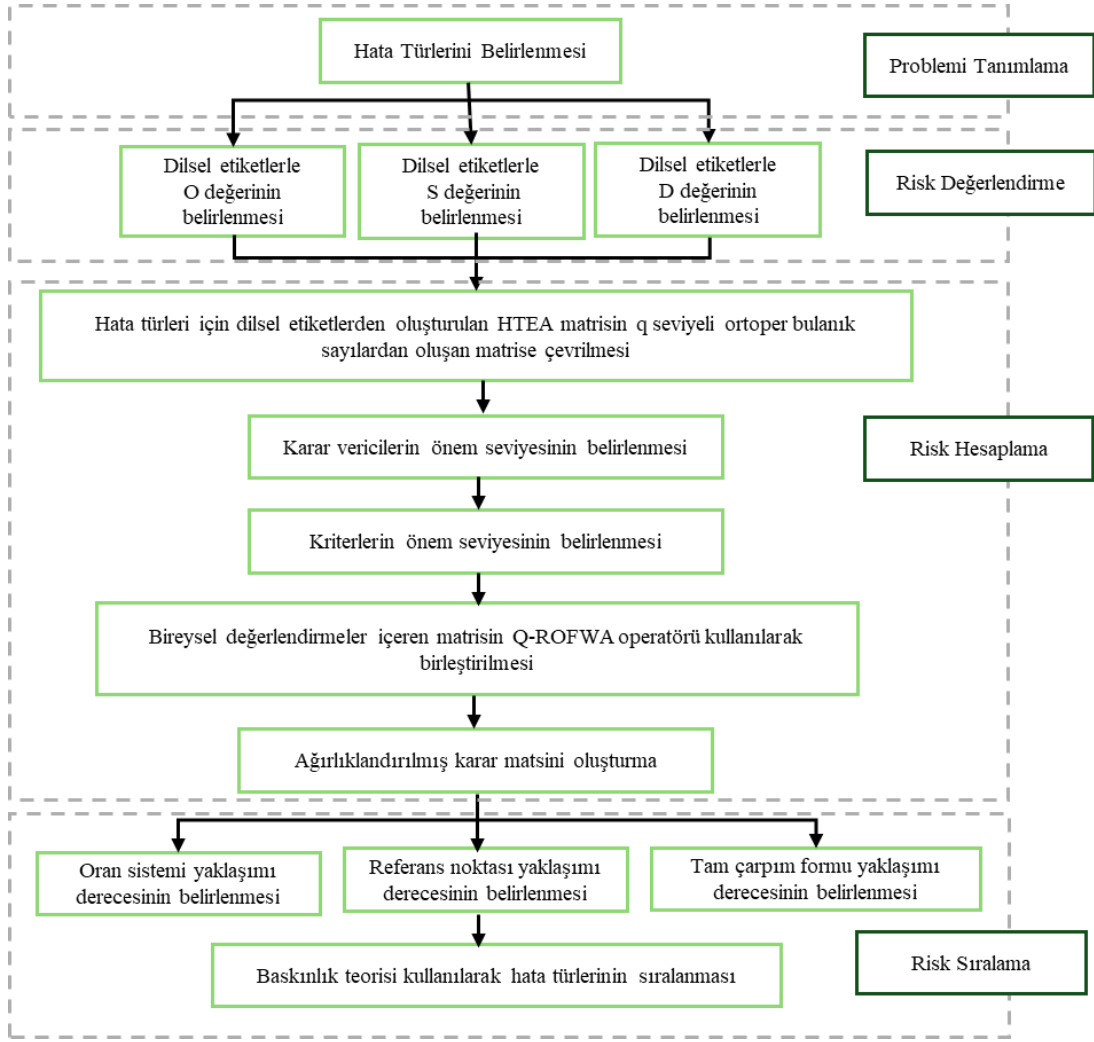 Hata Türlerini Belirlenmesi
Problemi Tanımlama
Dilsel etiketlerle
O değerinin
belirlenmesi
Dilsel etiketlerle
S değerinin
belirlenmesi
Dilsel etiketlerle
D değerinin
belirlenmesi
Risk Değerlendirme
Hata türleri için dilsel etiketlerden oluşturulan HTEA matrisin q seviyeli ortoper bulanık
sayılardan oluşan matrise çevrilmesi
Karar vericilerin önem seviyesinin belirlenmesi
Risk Hesaplama
Kriterlerin önem seviyesinin belirlenmesi
Bireysel değerlendirmeler içeren matrisin Q-ROFWA operatörü kullanılarak
birleştirilmesi
Ağırlıklandırılmış karar matsini oluşturma
Oran sistemi yaklaşımı
derecesinin belirlenmesi
Referans noktası yaklaşımı
derecesinin belirlenmesi
Tam çarpım formu yaklaşımı
derecesinin belirlenmesi
Baskınlık teorisi kullanılarak hata türlerinin sıralanması
Risk Sıralama